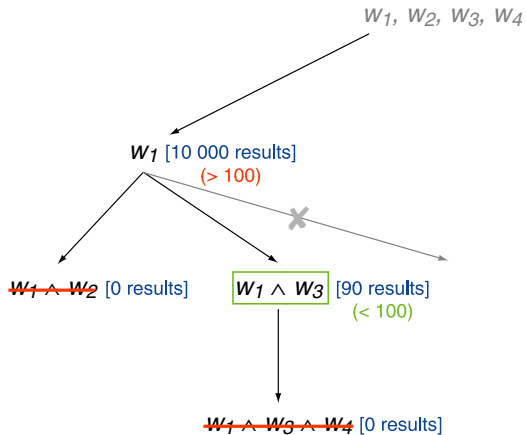 w1, w2, w3, w4
w1 [10 000 results]
(> 100)
w1 ∧ w2 [0 results]
w1 ∧ w3 [90 results]
(< 100)
w1 ∧ w3 ∧ w4 [0 results]